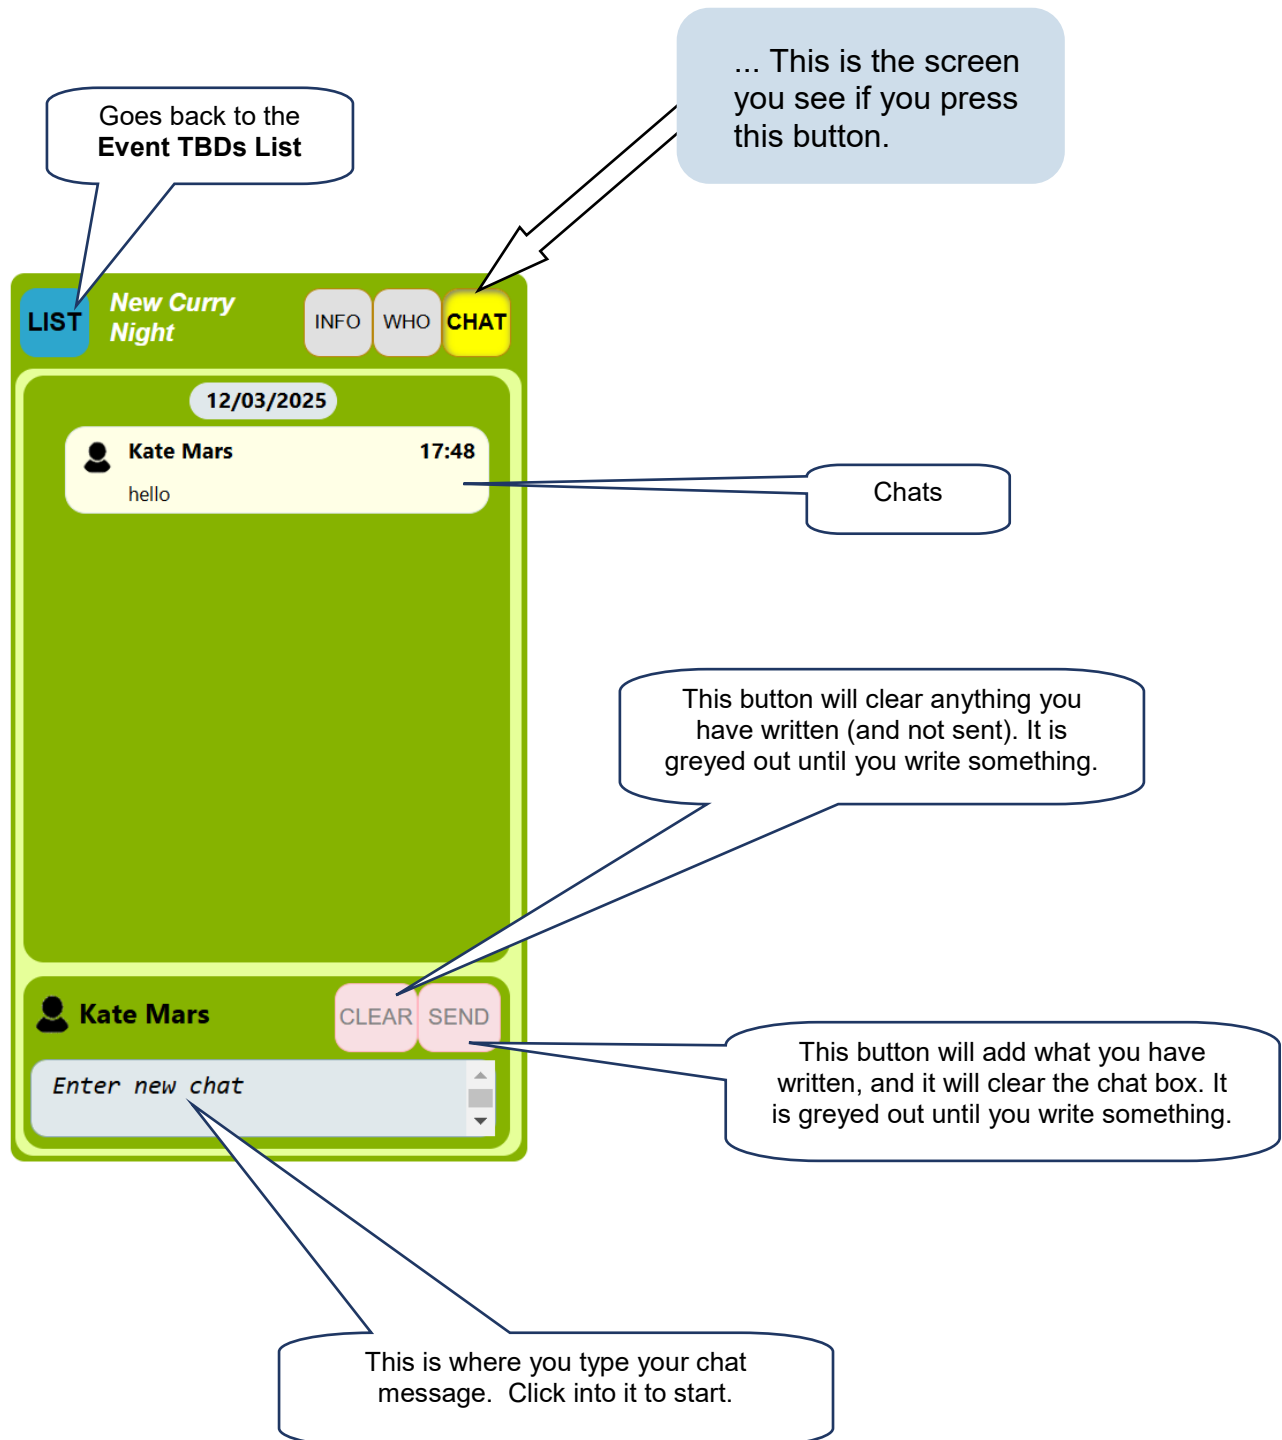 ... This is the screen
you see if you press
this button.
Goes back to the
Event TBDs List
LIST
New Curry
Night
INFO
WHO
CHAT
12/03/2025
Kate Mars 17:48
hello
Chats
This button will clear anything you
have written (and not sent). It is
greyed out until you write something.
Kate Mars
CLEAR
SEND
Enter new chat
This button will add what you have
written, and it will clear the chat box. It
is greyed out until you write something.
This is where you type your chat
message.  Click into it to start.